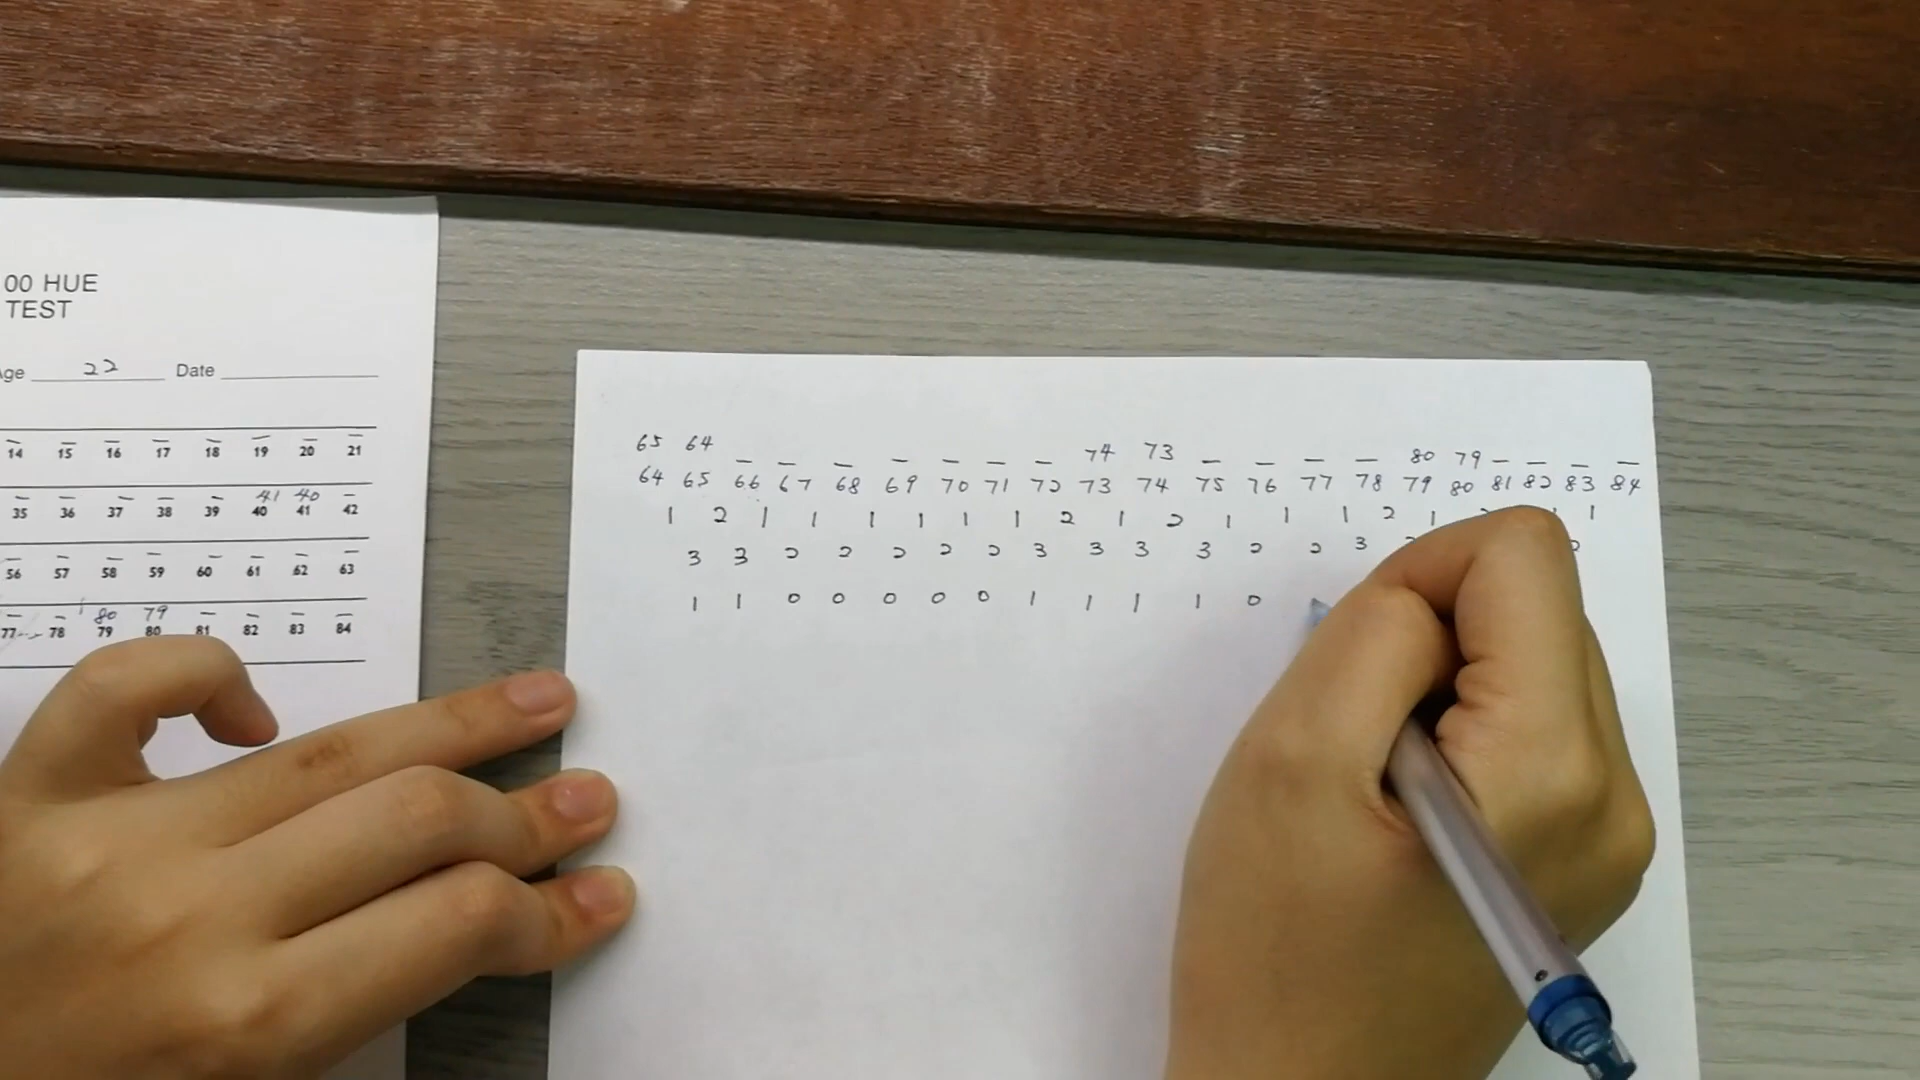 00 HUE
TEST
Age 22 Date
14 15 16 17 18 19 20 21
41 40
35 36 37 38 39 40 41 42
56 57 58 59 60 61 62 63
80 79
77 78 79 80 81 82 83 84
65 64 — — — — — — — 74 73 — — — — 80 79 — — — —
64 65 66 67 68 69 70 71 72 73 74 75 76 77 78 79 80 81 82 83 84
1 2 1 1 1 1 1 1 2 1 2 1 1 1 2 1 1 1
3 3 2 2 2 2 2 3 3 3 3 2 2 3 2
1 1 0 0 0 0 0 1 1 1 1 0